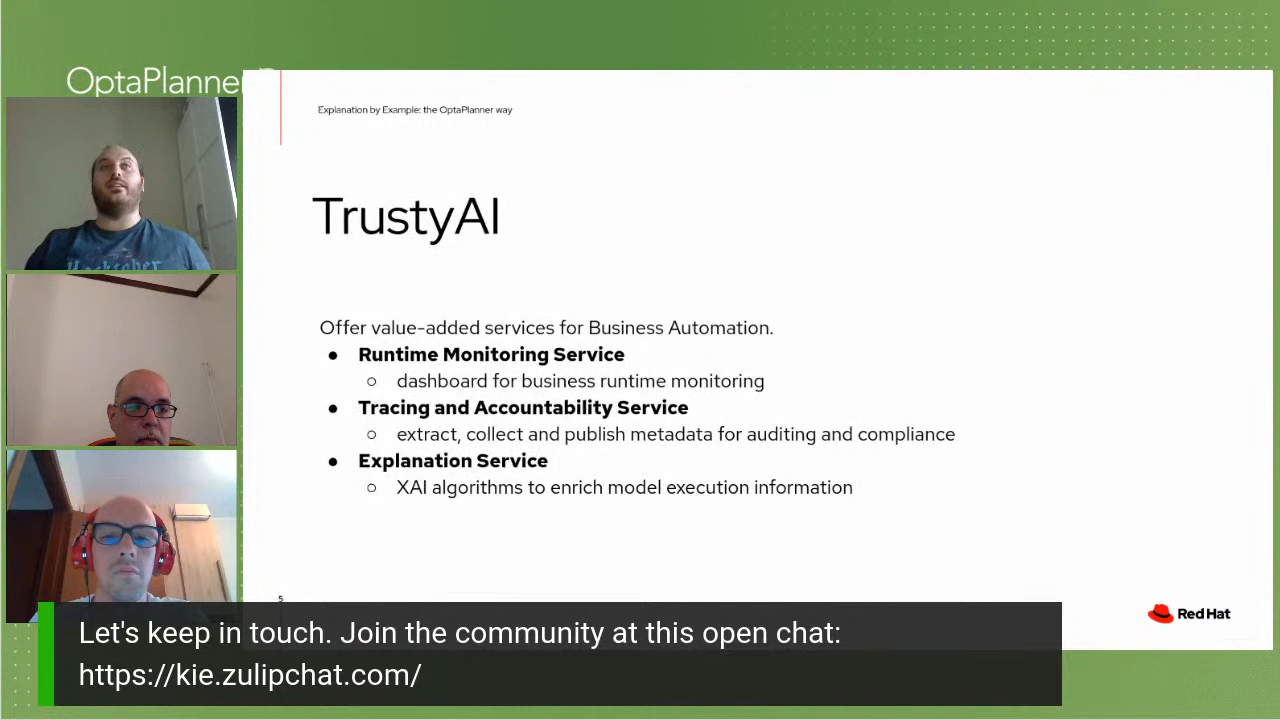 OptaPlanner
Explanation by Example: the OptaPlanner way
TrustyAI
Offer value-added services for Business Automation.
● Runtime Monitoring Service
○ dashboard for business runtime monitoring
● Tracing and Accountability Service
○ extract, collect and publish metadata for auditing and compliance
● Explanation Service
○ XAI algorithms to enrich model execution information
5
Red Hat
Let's keep in touch. Join the community at this open chat:
https://kie.zulipchat.com/